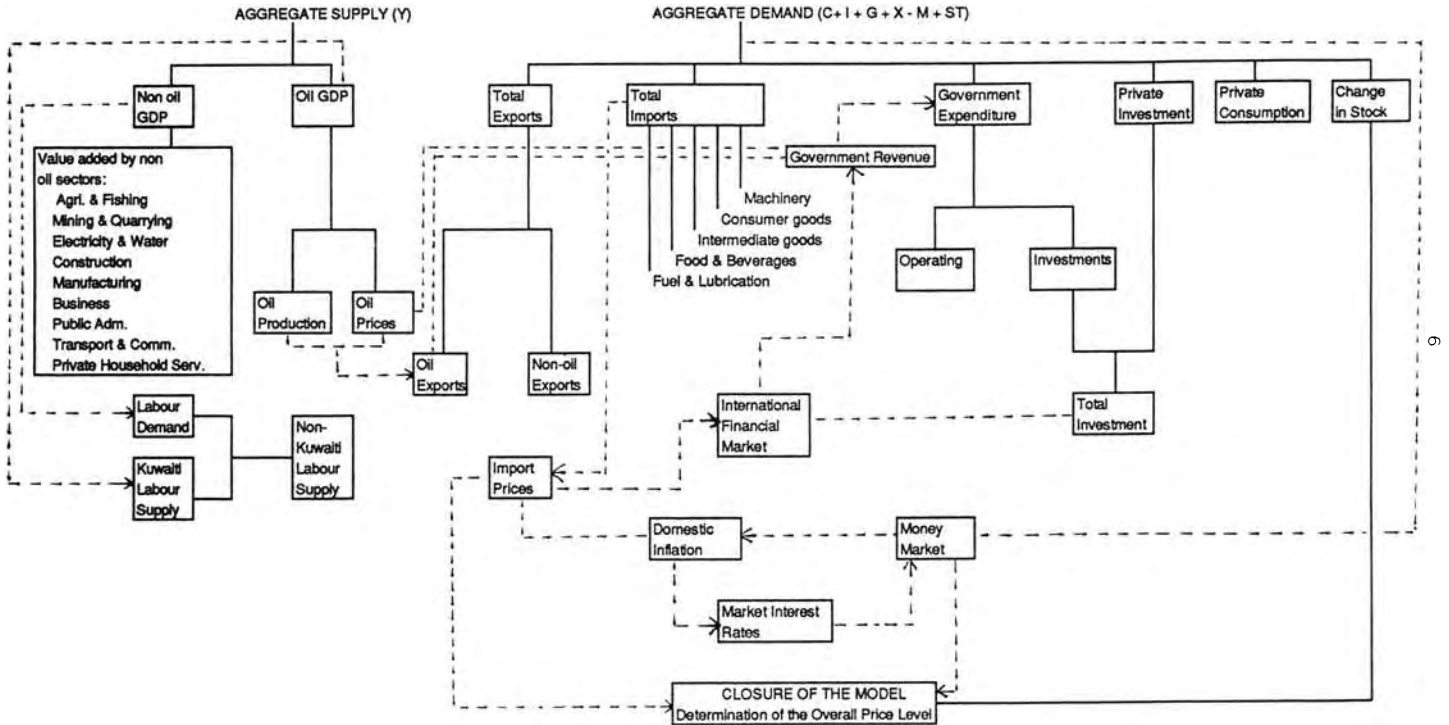 AGGREGATE SUPPLY (Y)
AGGREGATE DEMAND (C+ I + G + X - M + ST)
Non oil
GDP
Oil GDP
Total
Exports
Total
Imports
Government
Expenditure
Private
Investment
Private
Consumption
Change
in Stock
Value added by non
oil sectors:
Agri. & Fishing
Mining & Quarrying
Electricity & Water
Construction
Manufacturing
Business
Public Adm.
Transport & Comm.
Private Household Serv.
Government Revenue
Machinery
Consumer goods
Intermediate goods
Food & Beverages
Fuel & Lubrication
Operating
Investments
Oil
Production
Oil
Prices
Oil
Exports
Non-oil
Exports
9
Labour
Demand
Non-
Kuwaiti
Labour
Supply
Kuwaiti
Labour
Supply
International
Financial
Market
Total
Investment
Import
Prices
Domestic
Inflation
Money
Market
Market Interest
Rates
CLOSURE OF THE MODEL
Determination of the Overall Price Level